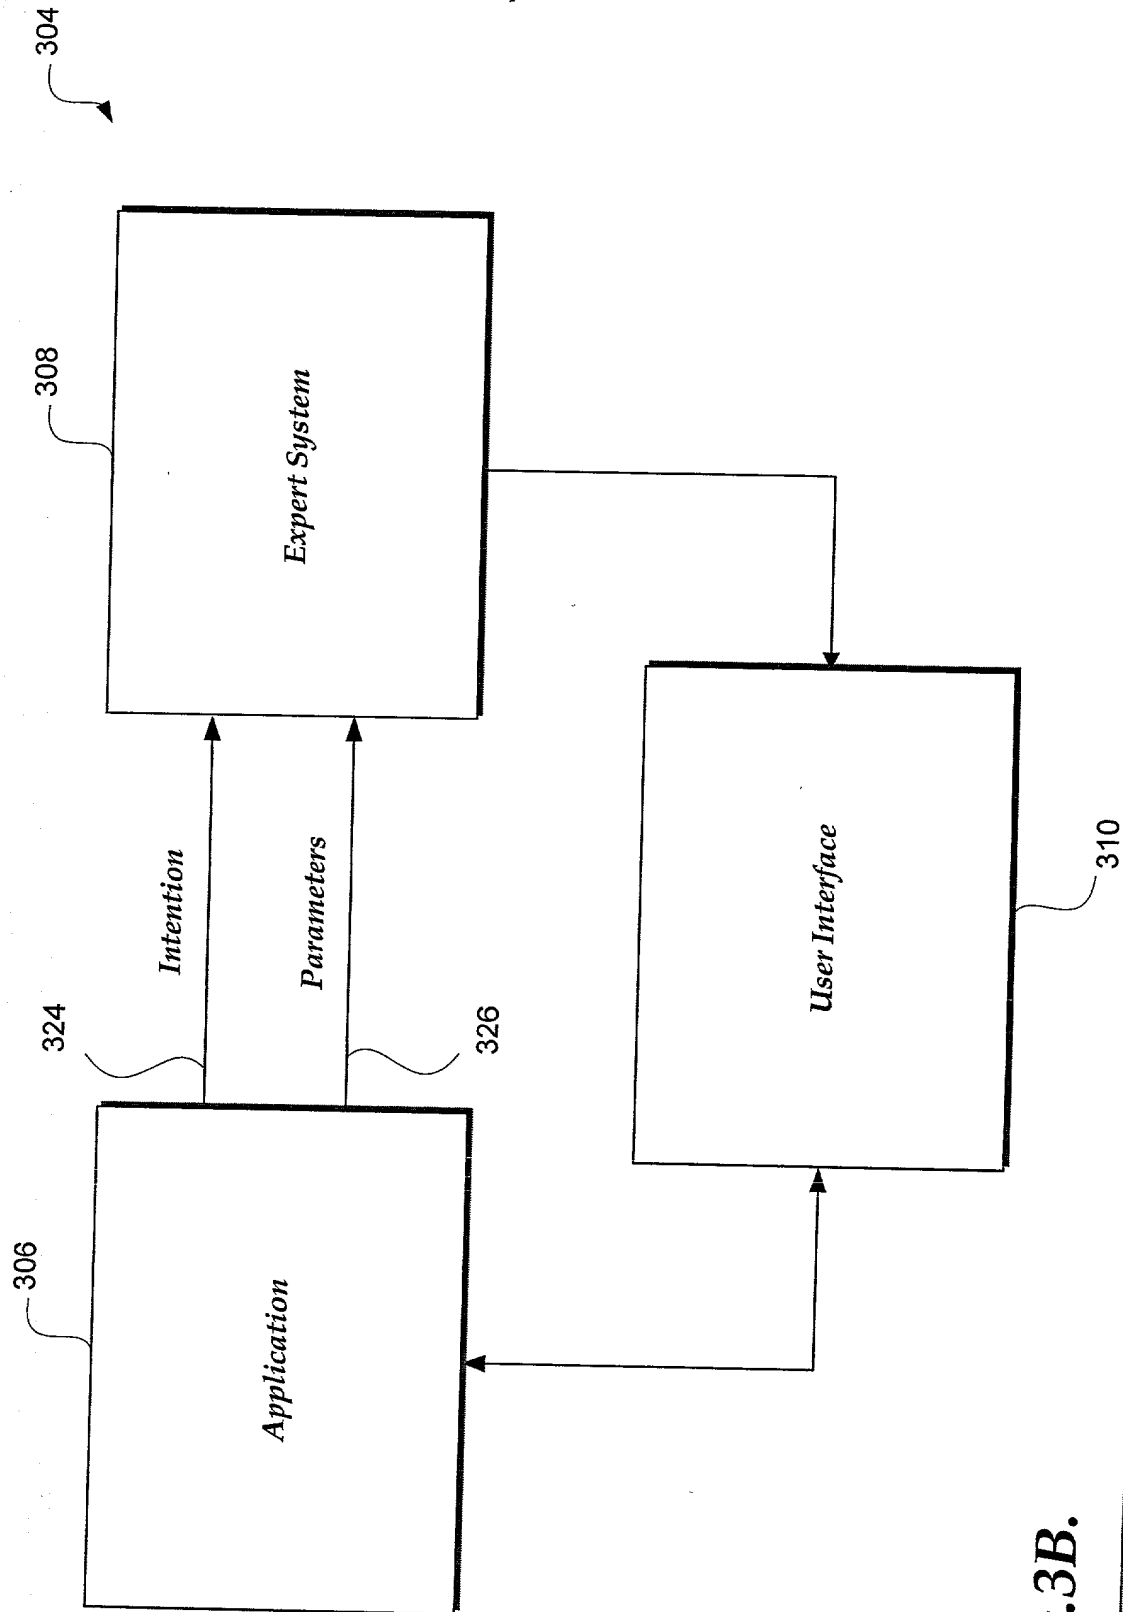 304
308
Expert System
Intention
Parameters
324
326
306
Application
User Interface
310
.3B.